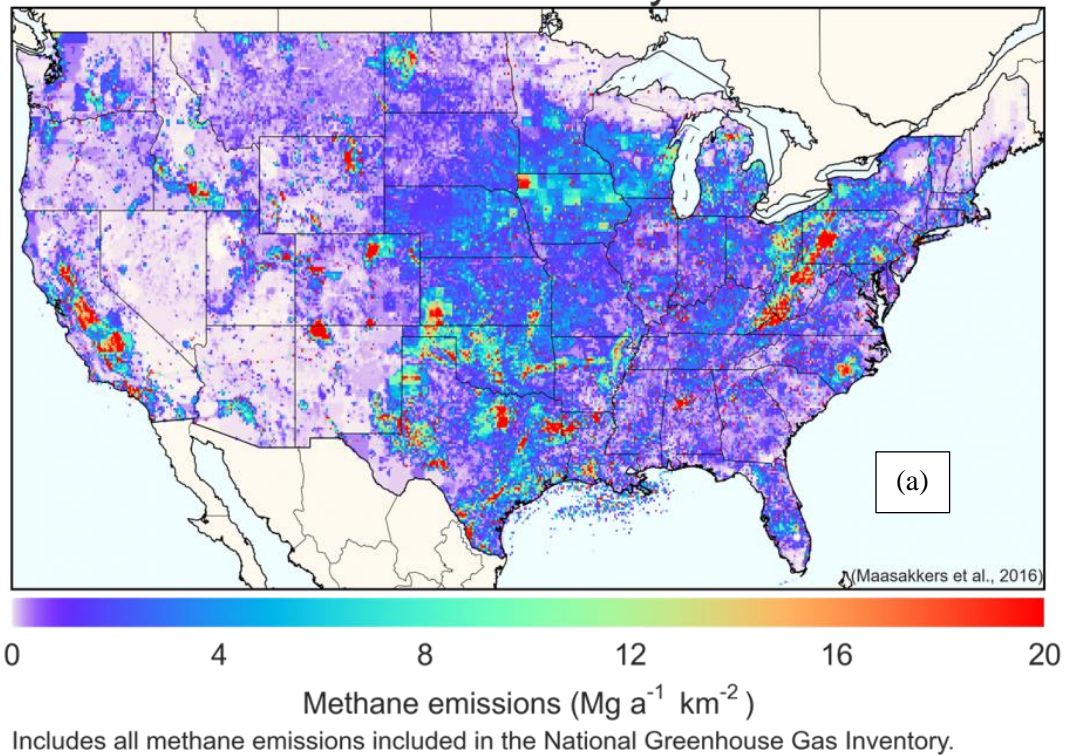 (a)
(Maasakkers et al., 2016)
0 4 8 12 16 20
Methane emissions (Mg a⁻¹ km⁻²)
Includes all methane emissions included in the National Greenhouse Gas Inventory.